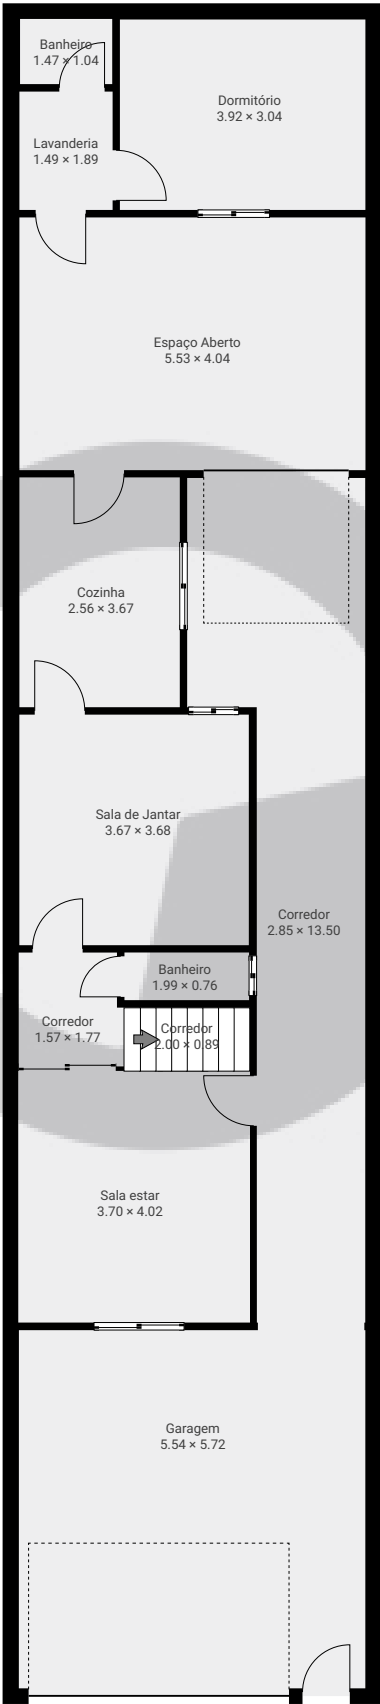 Banheiro
1.47 × 1.04
Dormitório
3.92 × 3.04
Lavanderia
1.49 × 1.89
Espaço Aberto
5.53 × 4.04
Cozinha
2.56 × 3.67
Sala de Jantar
3.67 × 3.68
Corredor
2.85 × 13.50
Banheiro
1.99 × 0.76
Corredor
1.57 × 1.77
Corredor
2.00 × 0.89
Sala estar
3.70 × 4.02
Garagem
5.54 × 5.72